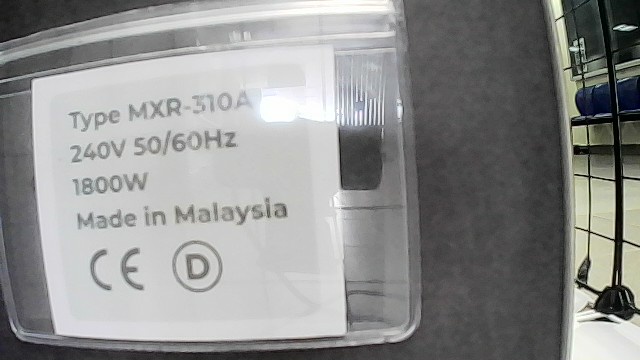 Type MXR-310A
240V 50/60Hz
1800W
Made in Malaysia
CE D